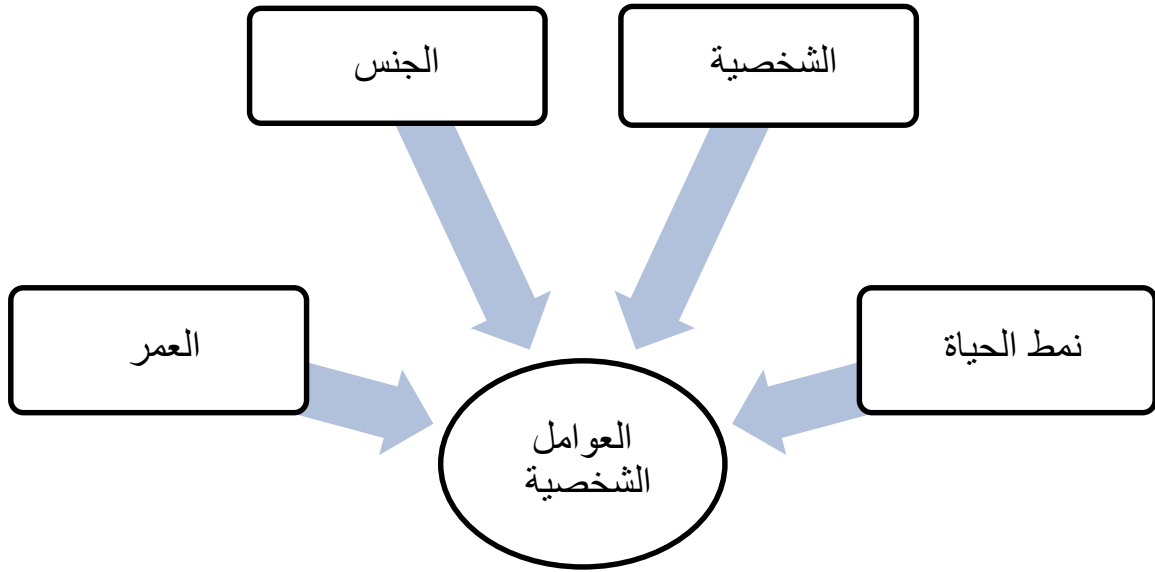 الشخصية
الجنس
نمط الحياة
العمر
العوامل
الشخصية